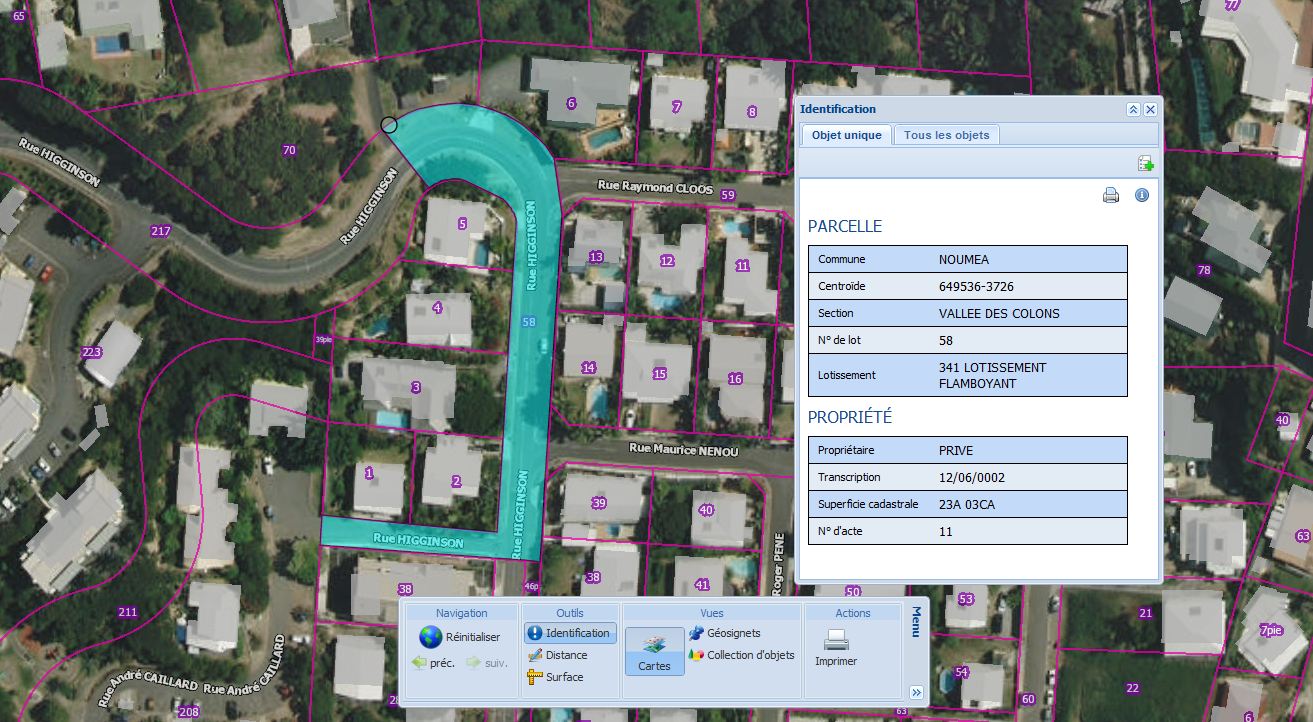 65
77
70
6
7
8
Rue HIGGINSON
217
Rue HIGGINSON
5
Rue HIGGINSON
Rue Raymond CLOOS
59
13
12
11
4
58
39pie
223
3
14
15
16
1
2
Rue Maurice NENOU
Rue HIGGINSON
Rue HIGGINSON
39
40
Roger PENE
38
46p
38
41
50
53
211
Rue André CAILLARD
Rue André CAILLARD
208
28
78
40
63
21
7pie
54
22
60
63
6
Identification
Objet unique
Tous les objets
PARCELLE
Commune NOUMEA
Centroïde 649536-3726
Section VALLEE DES COLONS
N° de lot 58
Lotissement 341 LOTISSEMENT
FLAMBOYANT
PROPRIÉTÉ
Propriétaire PRIVE
Transcription 12/06/0002
Superficie cadastrale 23A 03CA
N° d'acte 11
Navigation
Réinitialiser
préc.
suiv.
Outils
Identification
Distance
Surface
Vues
Cartes
Géosignets
Collection d'objets
Actions
Imprimer
Menu